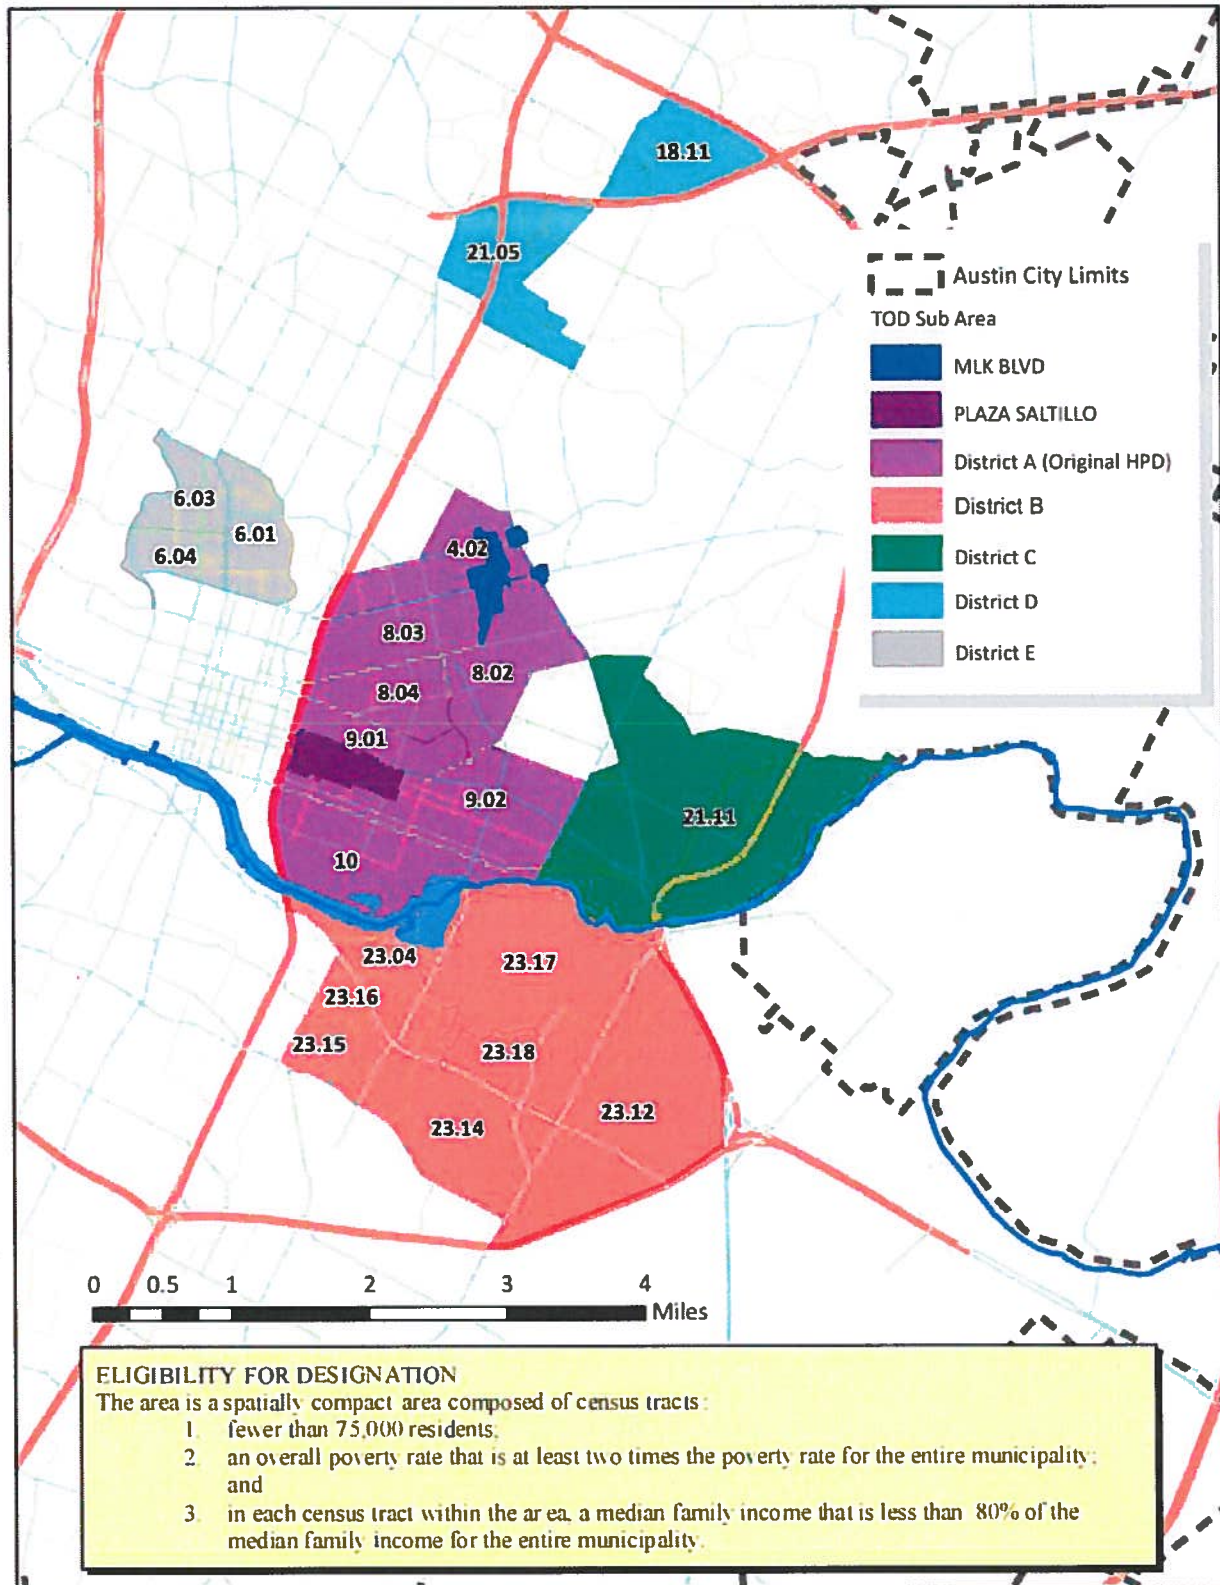 18.11
21.05
Austin City Limits
TOD Sub Area
MLK BLVD
PLAZA SALTILLO
District A (Original HPD)
District B
District C
District D
District E
6.03
6.01
6.04
4.02
8.03
8.02
8.04
9.01
9.02
21.11
10
23.04
23.17
23.16
23.15
23.18
23.12
23.14
0 0.5 1 2 3 4
Miles
ELIGIBILITY FOR DESIGNATION
The area is a spatially compact area composed of census tracts:
1. fewer than 75,000 residents;
2. an overall poverty rate that is at least two times the poverty rate for the entire municipality;
and
3. in each census tract within the area, a median family income that is less than 80% of the
median family income for the entire municipality.